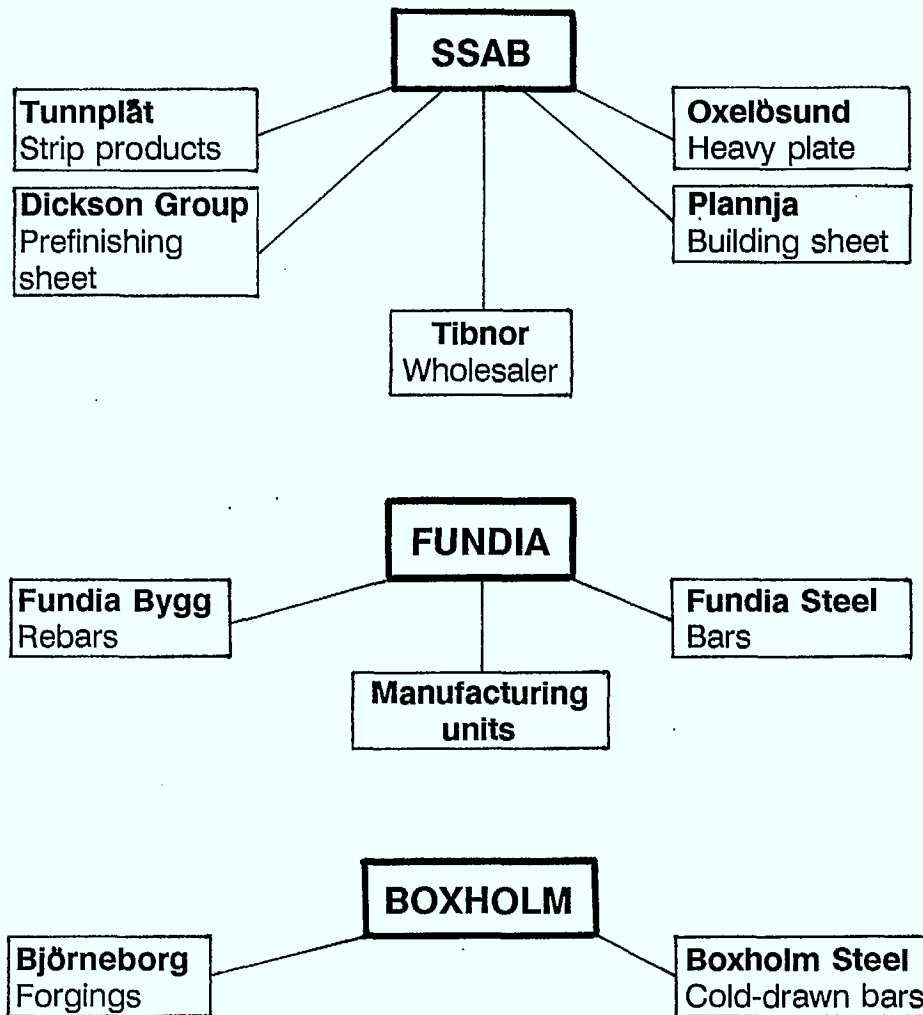 SSAB
Tunnplåt
Strip products
Oxelösund
Heavy plate
Dickson Group
Prefinishing
sheet
Plannja
Building sheet
Tibnor
Wholesaler
FUNDIA
Fundia Bygg
Rebars
Fundia Steel
Bars
Manufacturing
units
BOXHOLM
Björneborg
Forgings
Boxholm Steel
Cold-drawn bars